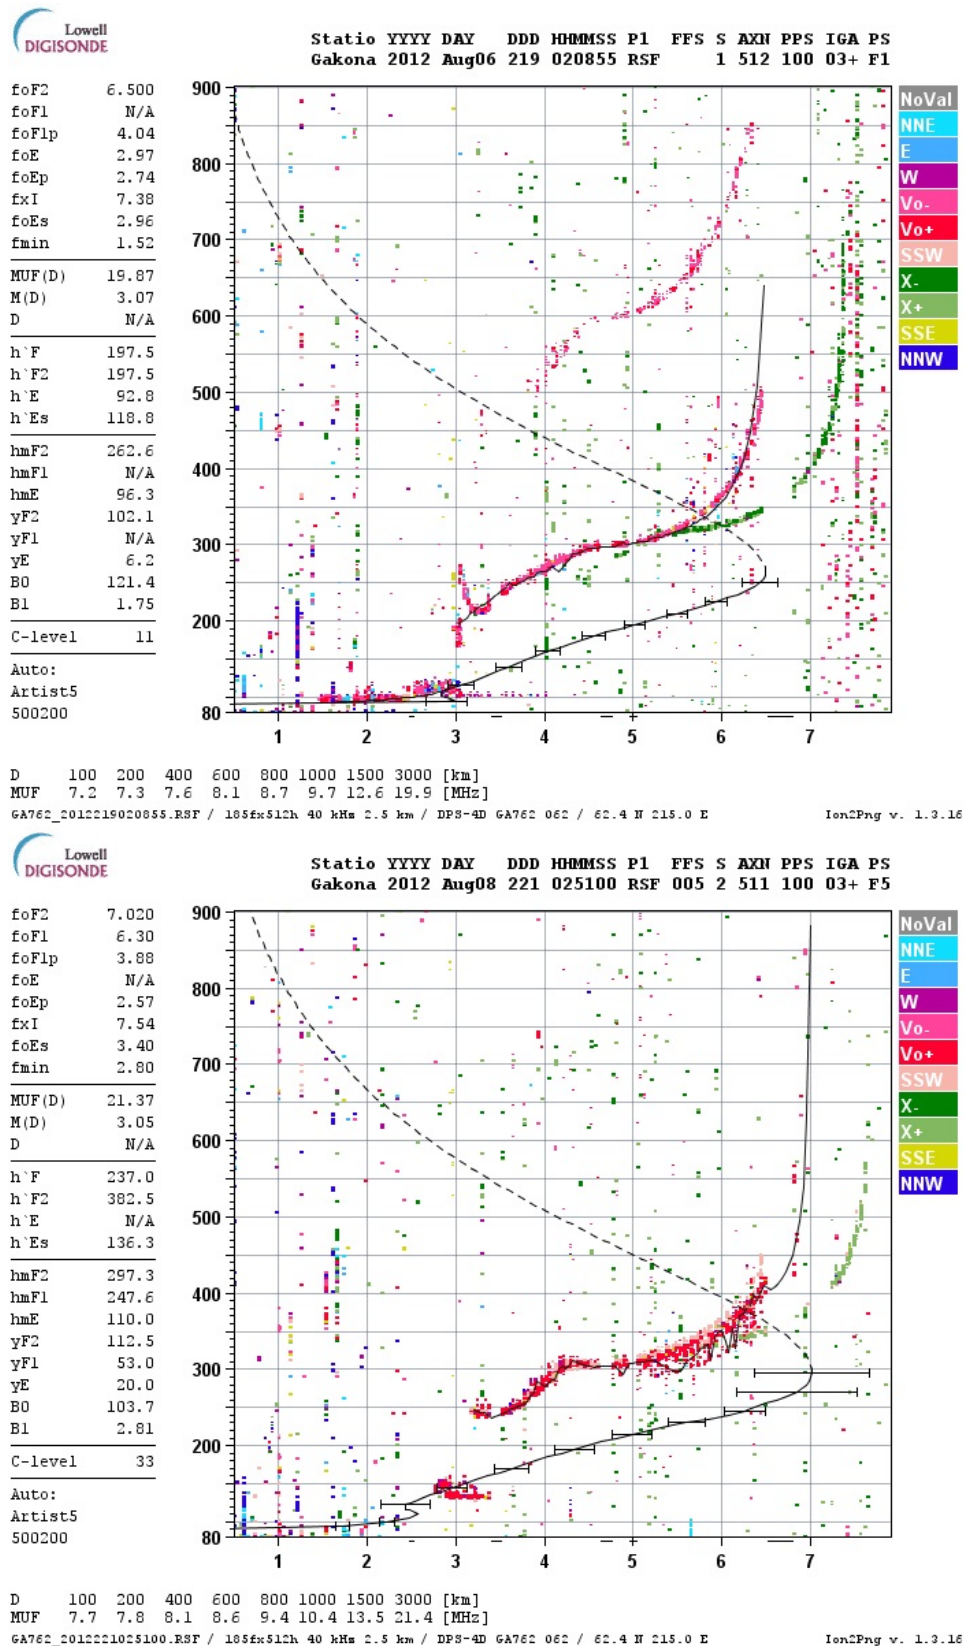 Lowell
DIGISONDE
Statio YYYY DAY DDD HHMMSS P1 FFS S AXN PPS IGA PS
Gakona 2012 Aug06 219 020855 RSF 1 512 100 03+ F1
foF2 6.500
foF1 N/A
foF1p 4.04
foE 2.97
foEp 2.74
fxI 7.38
foEs 2.96
fmin 1.52
MUF(D) 19.87
M(D) 3.07
D N/A
h`F 197.5
h`F2 197.5
h`E 92.8
h`Es 118.8
hmF2 262.6
hmF1 N/A
hmE 96.3
yF2 102.1
yF1 N/A
yE 6.2
B0 121.4
B1 1.75
C-level 11
Auto:
Artist5
500200
900
800
700
600
500
400
300
200
80
1 2 3 4 5 6 7
NoVal
NNE
E
W
Vo-
Vo+
SSW
X-
X+
SSE
NNW
D 100 200 400 600 800 1000 1500 3000 [km]
MUF 7.2 7.3 7.6 8.1 8.7 9.7 12.6 19.9 [MHz]
GA762_2012219020855.RSF / 185fx512h 40 kHz 2.5 km / DPS-4D GA762 062 / 62.4 N 215.0 E Ion2Png v. 1.3.16
Lowell
DIGISONDE
Statio YYYY DAY DDD HHMMSS P1 FFS S AXN PPS IGA PS
Gakona 2012 Aug08 221 025100 RSF 005 2 511 100 03+ F5
foF2 7.020
foF1 6.30
foF1p 3.88
foE N/A
foEp 2.57
fxI 7.54
foEs 3.40
fmin 2.80
MUF(D) 21.37
M(D) 3.05
D N/A
h`F 237.0
h`F2 382.5
h`E N/A
h`Es 136.3
hmF2 297.3
hmF1 247.6
hmE 110.0
yF2 112.5
yF1 53.0
yE 20.0
B0 103.7
B1 2.81
C-level 33
Auto:
Artist5
500200
900
800
700
600
500
400
300
200
80
1 2 3 4 5 6 7
NoVal
NNE
E
W
Vo-
Vo+
SSW
X-
X+
SSE
NNW
D 100 200 400 600 800 1000 1500 3000 [km]
MUF 7.7 7.8 8.1 8.6 9.4 10.4 13.5 21.4 [MHz]
GA762_2012221025100.RSF / 185fx512h 40 kHz 2.5 km / DPS-4D GA762 062 / 62.4 N 215.0 E Ion2Png v. 1.3.16